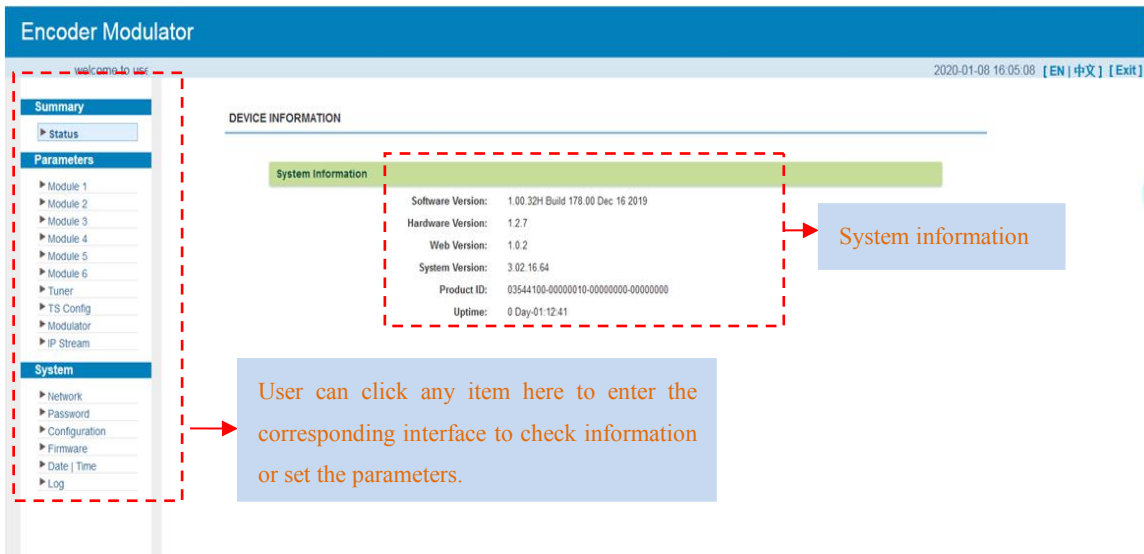 Encoder Modulator
welcome to use
2020-01-08 16:05:08 [ EN | 中文 ] [ Exit ]
Summary
Status
Parameters
Module 1
Module 2
Module 3
Module 4
Module 5
Module 6
Tuner
TS Config
Modulator
IP Stream
System
Network
Password
Configuration
Firmware
Date | Time
Log
DEVICE INFORMATION
System Information
Software Version: 1.00.32H Build 178.00 Dec 16 2019
Hardware Version: 1.2.7
Web Version: 1.0.2
System Version: 3.02.16.64
Product ID: 03544100-00000010-00000000-00000000
Uptime: 0 Day-01:12:41
System information
User can click any item here to enter the
corresponding interface to check information
or set the parameters.